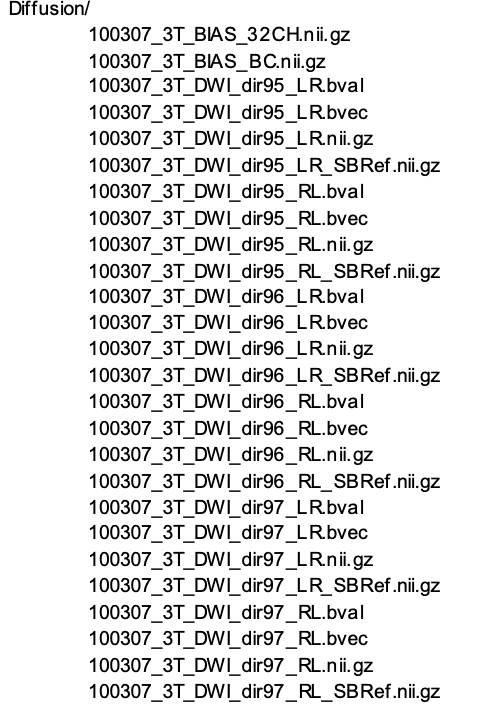 Diffusion/
100307_3T_BIAS_32CH.nii.gz
100307_3T_BIAS_BC.nii.gz
100307_3T_DWI_dir95_LR.bval
100307_3T_DWI_dir95_LR.bvec
100307_3T_DWI_dir95_LR.nii.gz
100307_3T_DWI_dir95_LR_SBRef.nii.gz
100307_3T_DWI_dir95_RL.bval
100307_3T_DWI_dir95_RL.bvec
100307_3T_DWI_dir95_RL.nii.gz
100307_3T_DWI_dir95_RL_SBRef.nii.gz
100307_3T_DWI_dir96_LR.bval
100307_3T_DWI_dir96_LR.bvec
100307_3T_DWI_dir96_LR.nii.gz
100307_3T_DWI_dir96_LR_SBRef.nii.gz
100307_3T_DWI_dir96_RL.bval
100307_3T_DWI_dir96_RL.bvec
100307_3T_DWI_dir96_RL.nii.gz
100307_3T_DWI_dir96_RL_SBRef.nii.gz
100307_3T_DWI_dir97_LR.bval
100307_3T_DWI_dir97_LR.bvec
100307_3T_DWI_dir97_LR.nii.gz
100307_3T_DWI_dir97_LR_SBRef.nii.gz
100307_3T_DWI_dir97_RL.bval
100307_3T_DWI_dir97_RL.bvec
100307_3T_DWI_dir97_RL.nii.gz
100307_3T_DWI_dir97_RL_SBRef.nii.gz